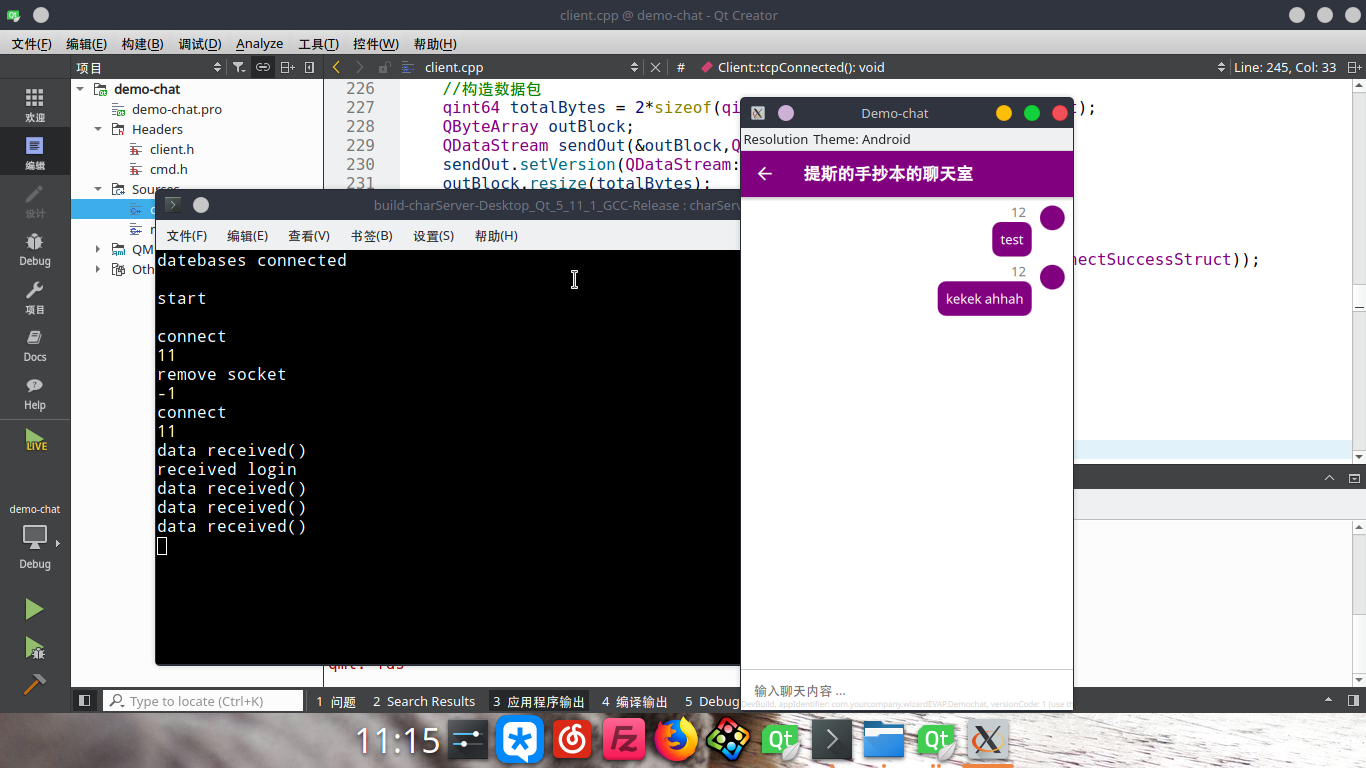 client.cpp @ demo-chat - Qt Creator
文件(F) 编辑(E) 构建(B) 调试(D) Analyze 工具(T) 控件(W) 帮助(H)
项目
client.cpp
# Client::tcpConnected(): void
Line: 245, Col: 33
欢迎
编辑
设计
Debug
项目
Docs
Help
LIVE
demo-chat
Debug
demo-chat
demo-chat.pro
Headers
client.h
cmd.h
Sources
QM
Oth
226 //构造数据包
227 qint64 totalBytes = 2*sizeof(qi );
228 QByteArray outBlock;
229 QDataStream sendOut(&outBlock,Q
230 sendOut.setVersion(QDataStream:
231 outBlock.resize(totalBytes);
nectSuccessStruct));
build-charServer-Desktop_Qt_5_11_1_GCC-Release : charServ
文件(F) 编辑(E) 查看(V) 书签(B) 设置(S) 帮助(H)
datebases connected
start
connect
11
remove socket
-1
connect
11
data received()
received login
data received()
data received()
data received()
Demo-chat
Resolution Theme: Android
提斯的手抄本的聊天室
12
test
12
kekek ahhah
输入聊天内容 ...
Type to locate (Ctrl+K)
1 问题 2 Search Results 3 应用程序输出 4 编译输出 5 Debug
11:15
Fz
Qt
Qt